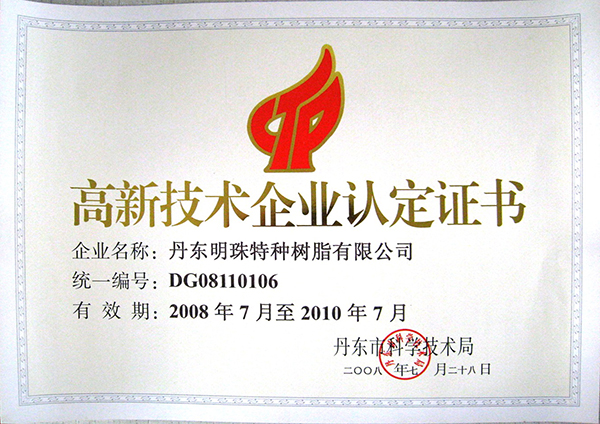 高新技术企业认定证书
企业名称：丹东明珠特种树脂有限公司
统一编号：DG08110106
有 效 期：2008 年 7 月至 2010 年 7 月
丹东市科学技术局
二〇〇八 年七 月二十八日